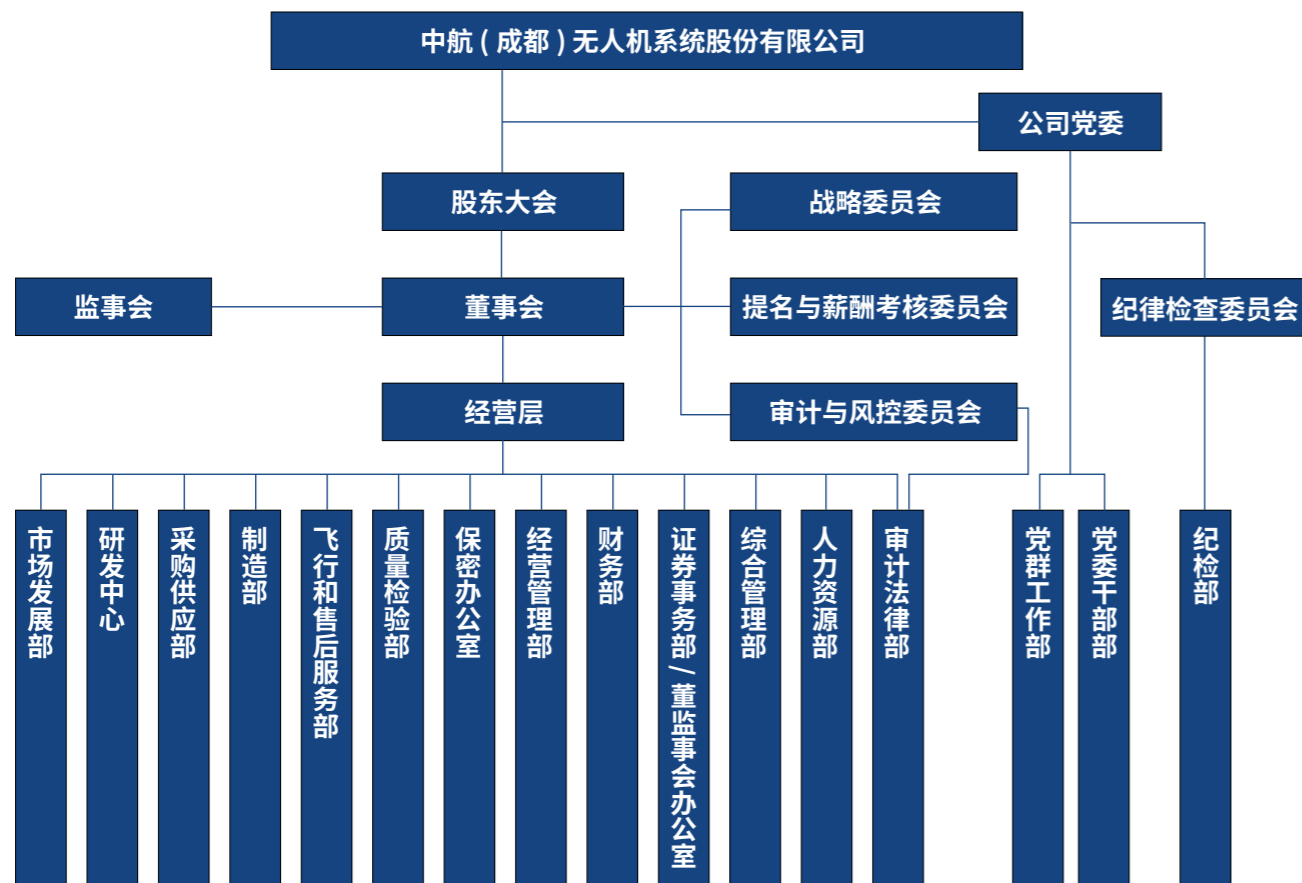 中航 ( 成都 ) 无人机系统股份有限公司
公司党委
股东大会
战略委员会
监事会
董事会
提名与薪酬考核委员会
纪律检查委员会
经营层
审计与风控委员会
市场发展部
研发中心
采购供应部
制造部
飞行和售后服务部
质量检验部
保密办公室
经营管理部
财务部
证券事务部/董监事会办公室
综合管理部
人力资源部
审计法律部
党群工作部
党委干部部
纪检部